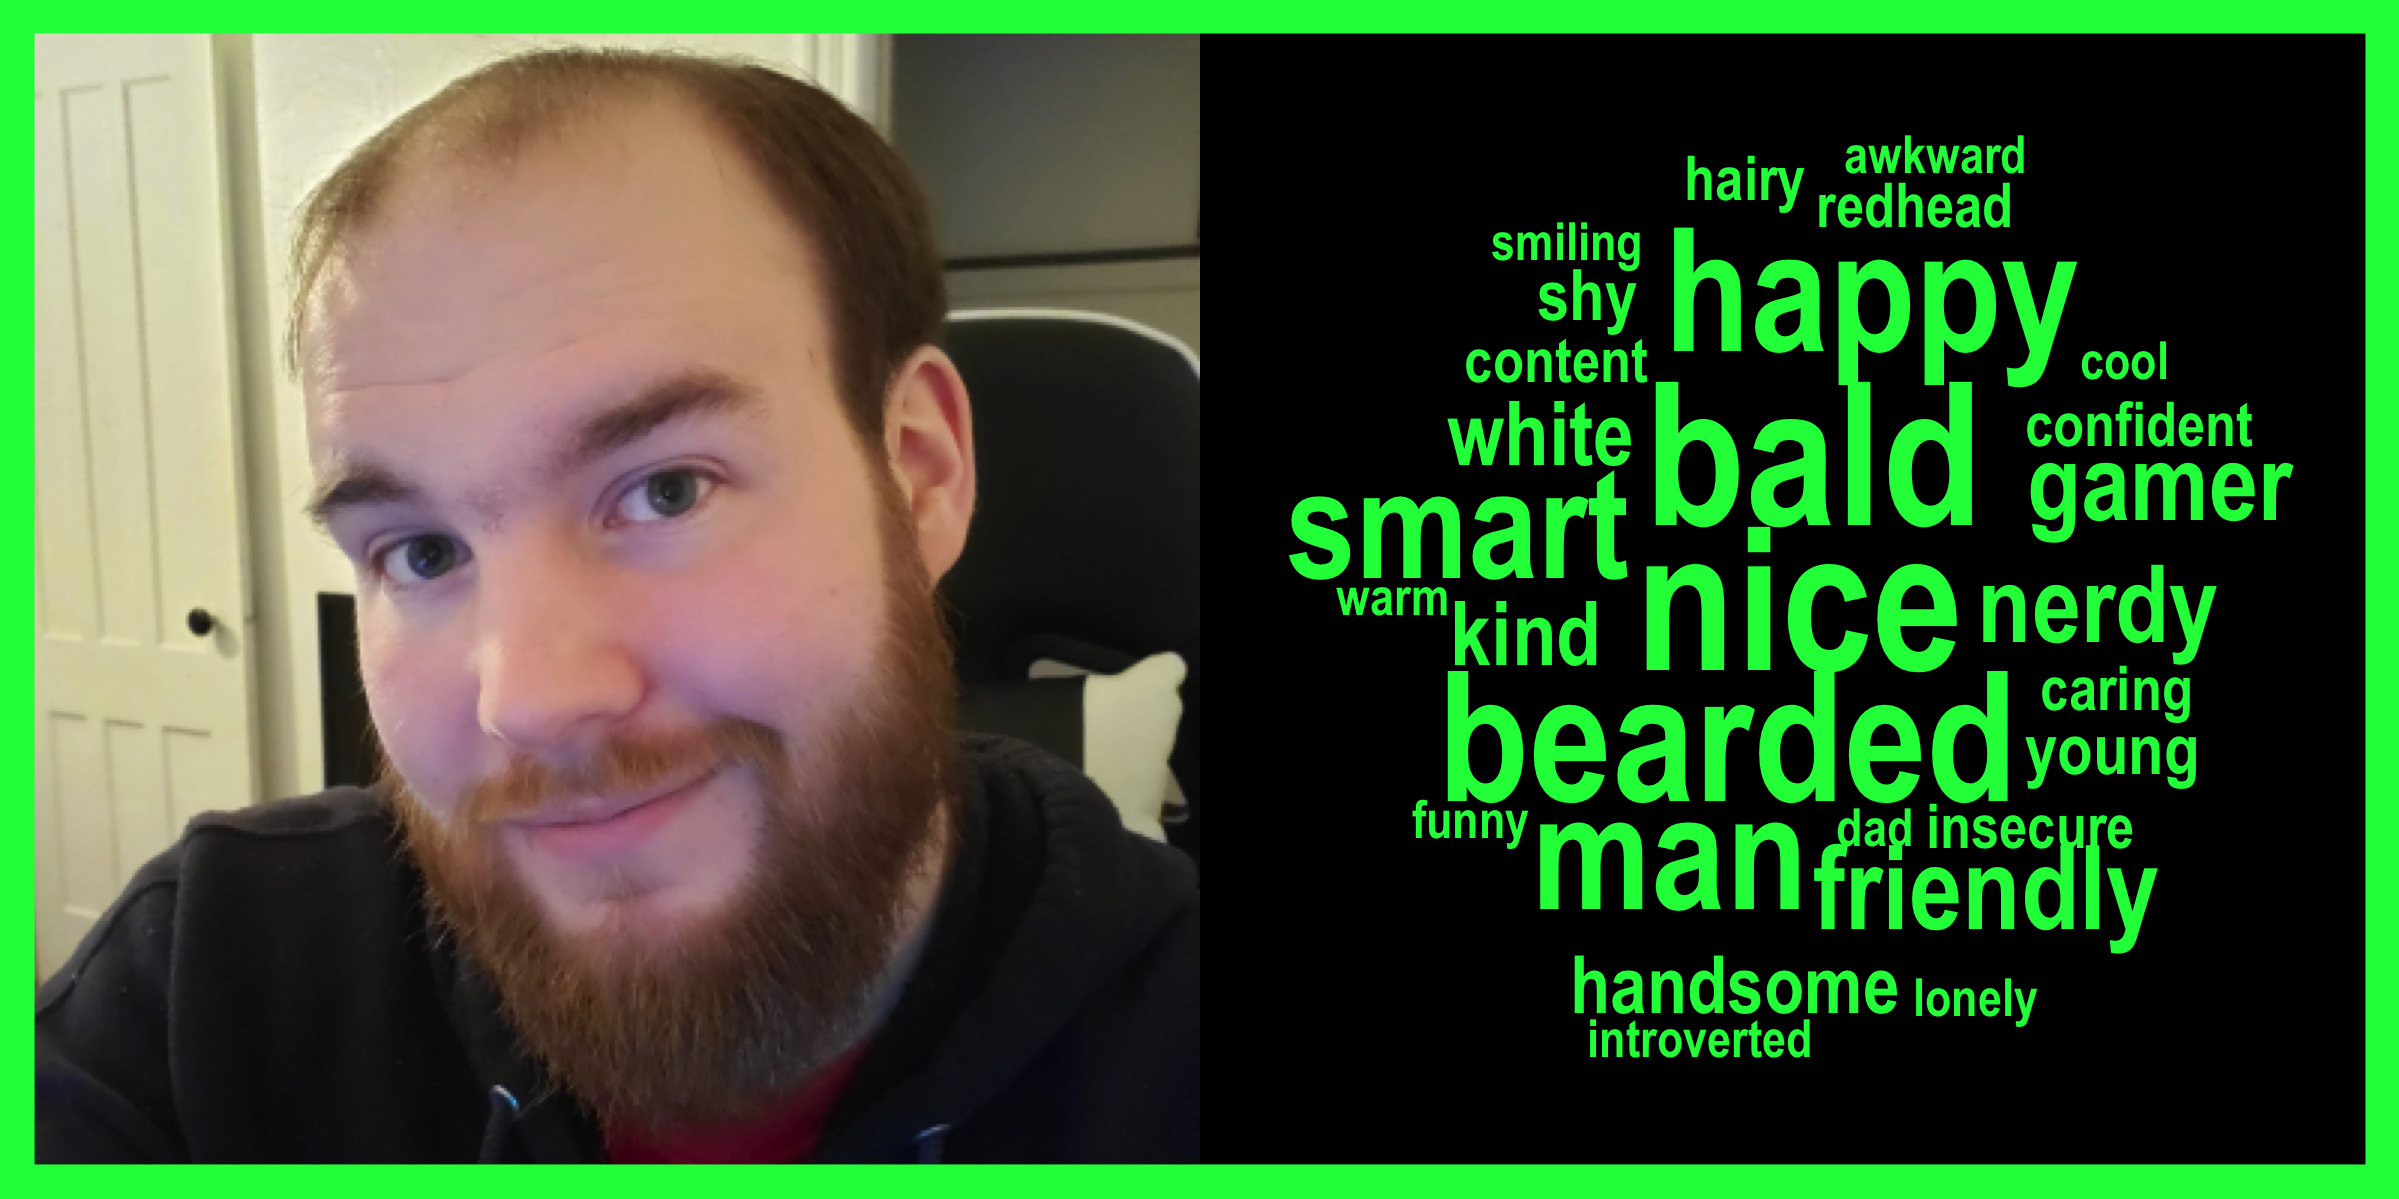 awkward
hairy
redhead
smiling
happy
shy
content
cool
bald
white
confident
gamer
smart
nice
warm
kind
nerdy
bearded
caring
young
funny
man
dad
insecure
friendly
handsome
lonely
introverted